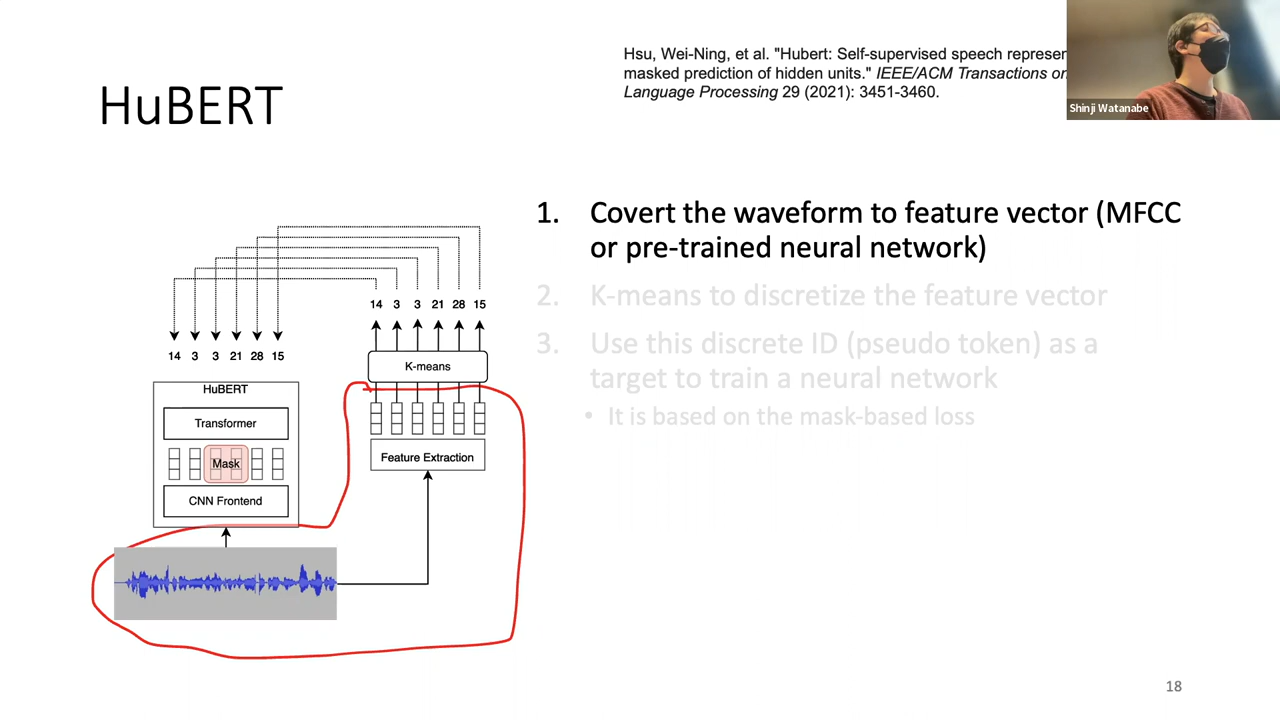 Hsu, Wei-Ning, et al. "Hubert: Self-supervised speech represer
masked prediction of hidden units." IEEE/ACM Transactions on
Language Processing 29 (2021): 3451-3460.
Shinji Watanabe
HuBERT
1. Covert the waveform to feature vector (MFCC
or pre-trained neural network)
2. K-means to discretize the feature vector
3. Use this discrete ID (pseudo token) as a
target to train a neural network
• It is based on the mask-based loss
14 3 3 21 28 15
14 3 3 21 28 15
K-means
HuBERT
Transformer
Mask
Feature Extraction
CNN Frontend
18